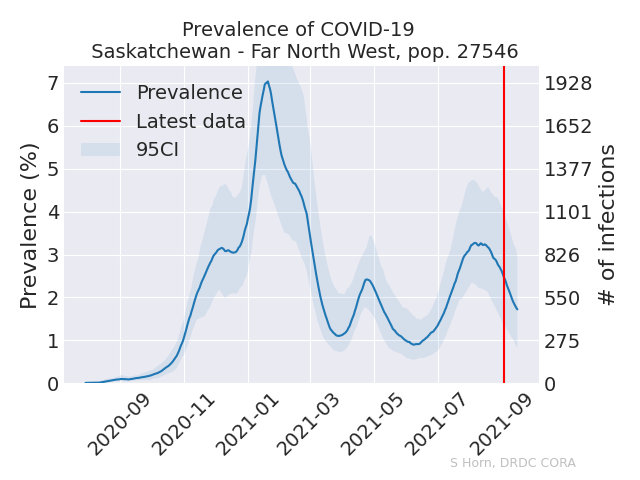 Prevalence of COVID-19
Saskatchewan - Far North West, pop. 27546
Prevalence
Latest data
95CI
Prevalence (%)
7
6
5
4
3
2
1
0
1928
1652
1377
1101
826
550
275
0
# of infections
2020-09
2020-11
2021-01
2021-03
2021-05
2021-07
2021-09
S Horn, DRDC CORA